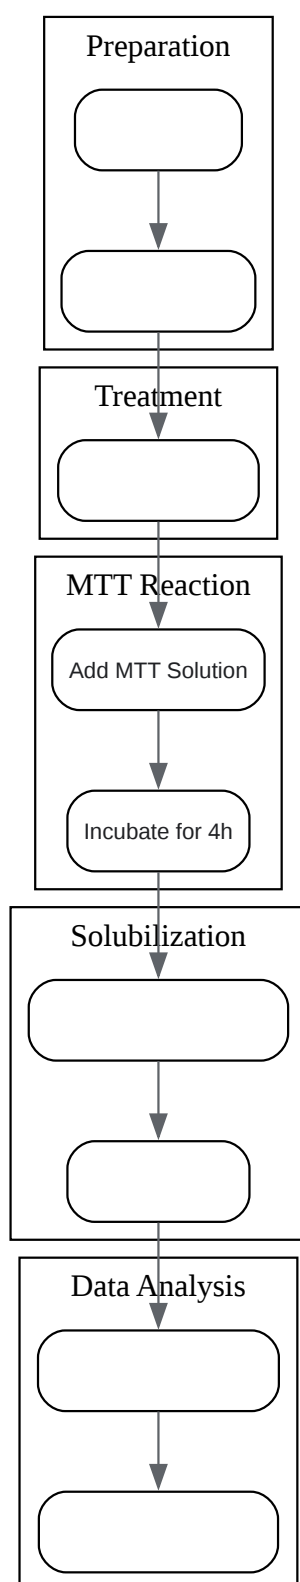 Preparation
Treatment
MTT Reaction
Add MTT Solution
Incubate for 4h
Solubilization
Data Analysis